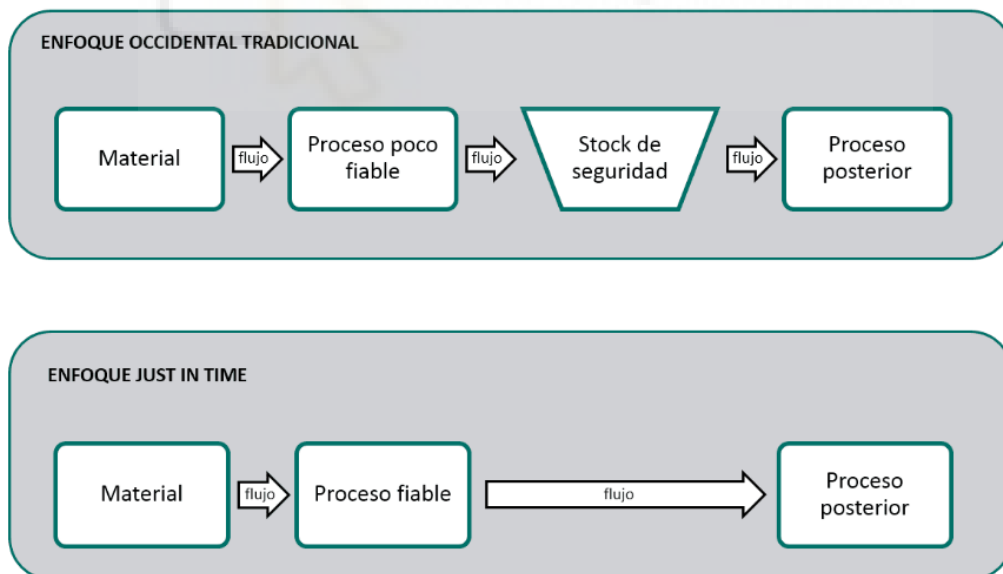 ENFOQUE OCCIDENTAL TRADICIONAL
Material
flujo
Proceso poco
fiable
flujo
Stock de
seguridad
flujo
Proceso
posterior
ENFOQUE JUST IN TIME
Material
flujo
Proceso fiable
flujo
Proceso
posterior